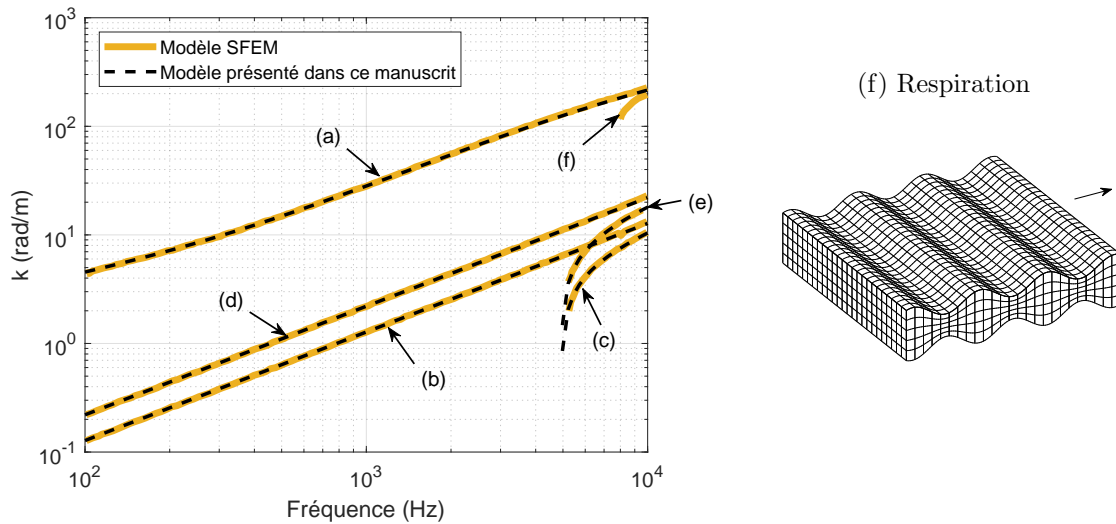 Modèle SFEM
Modèle présenté dans ce manuscrit
10³
10²
10¹
10⁰
10⁻¹
k (rad/m)
(a)
(f)
(e)
(d)
(c)
(b)
10²
10³
10⁴
Fréquence (Hz)
(f) Respiration